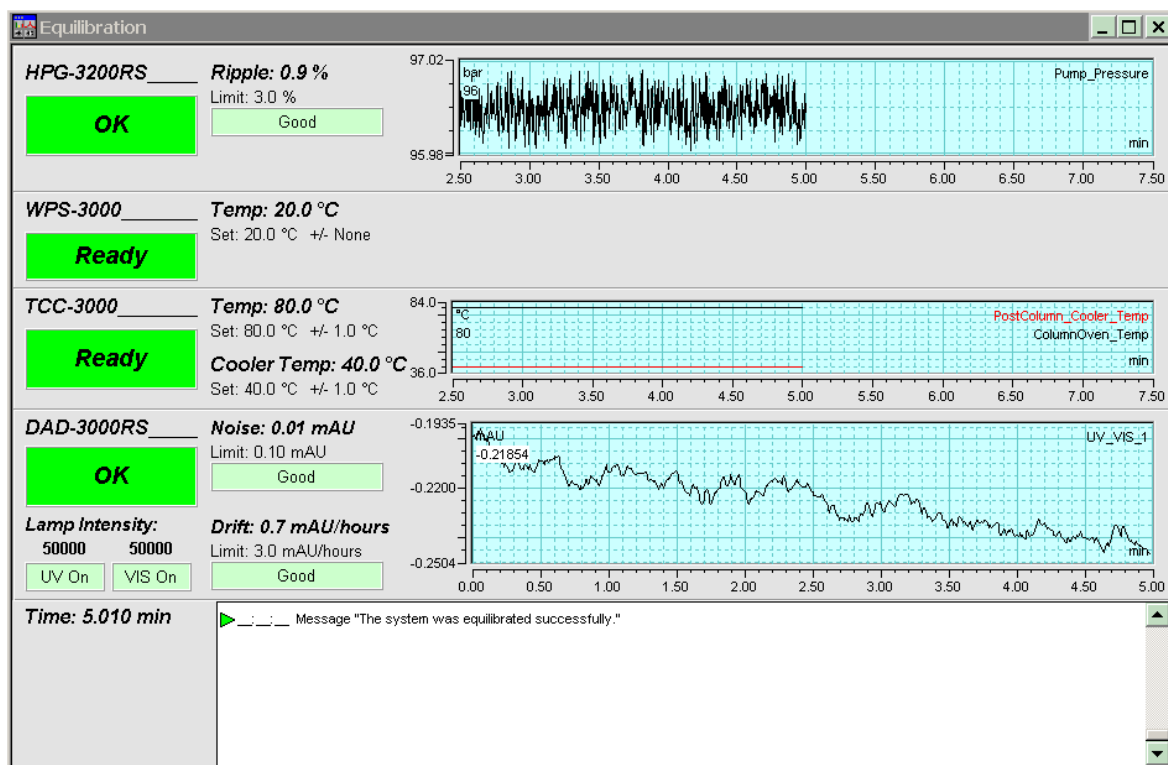 Equilibration
HPG-3200RS_____
OK
Ripple: 0.9 %
Limit: 3.0 %
Good
97.02
95.98
bar
96
Pump_Pressure
min
2.50 3.00 3.50 4.00 4.50 5.00 5.50 6.00 6.50 7.00 7.50
WPS-3000_______
Ready
Temp: 20.0 °C
Set: 20.0 °C +/- None
TCC-3000_______
Ready
Temp: 80.0 °C
Set: 80.0 °C +/- 1.0 °C
Cooler Temp: 40.0 °C
Set: 40.0 °C +/- 1.0 °C
84.0
36.0
°C
80
PostColumn_Cooler_Temp
ColumnOven_Temp
min
2.50 3.00 3.50 4.00 4.50 5.00 5.50 6.00 6.50 7.00 7.50
DAD-3000RS_____
OK
Noise: 0.01 mAU
Limit: 0.10 mAU
Good
Lamp Intensity:
50000 50000
UV On VIS On
Drift: 0.7 mAU/hours
Limit: 3.0 mAU/hours
Good
-0.1935
-0.2200
-0.2504
mAU
-0.21854
UV_VIS_1
min
0.00 0.50 1.00 1.50 2.00 2.50 3.00 3.50 4.00 4.50 5.00
Time: 5.010 min
__:__:__ Message "The system was equilibrated successfully."